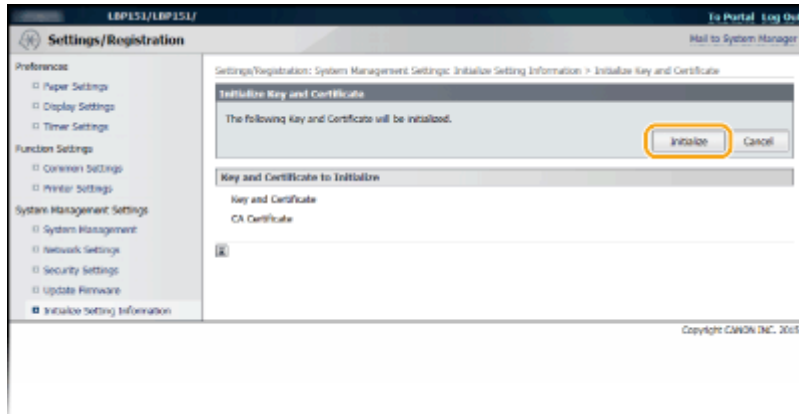 LBP151/LBP151/
To Portal Log Ou
Settings/Registration
Mail to System Manager
Preferences
Paper Settings
Display Settings
Timer Settings
Function Settings
Common Settings
Printer Settings
System Management Settings
System Management
Network Settings
Security Settings
Update Firmware
Initialize Setting Information
Settings/Registration: System Management Settings: Initialize Setting Information > Initialize Key and Certificate
Initialize Key and Certificate
The following Key and Certificate will be initialized.
Initialize
Cancel
Key and Certificate to Initialize
Key and Certificate
CA Certificate
Copyright CANON INC. 2015